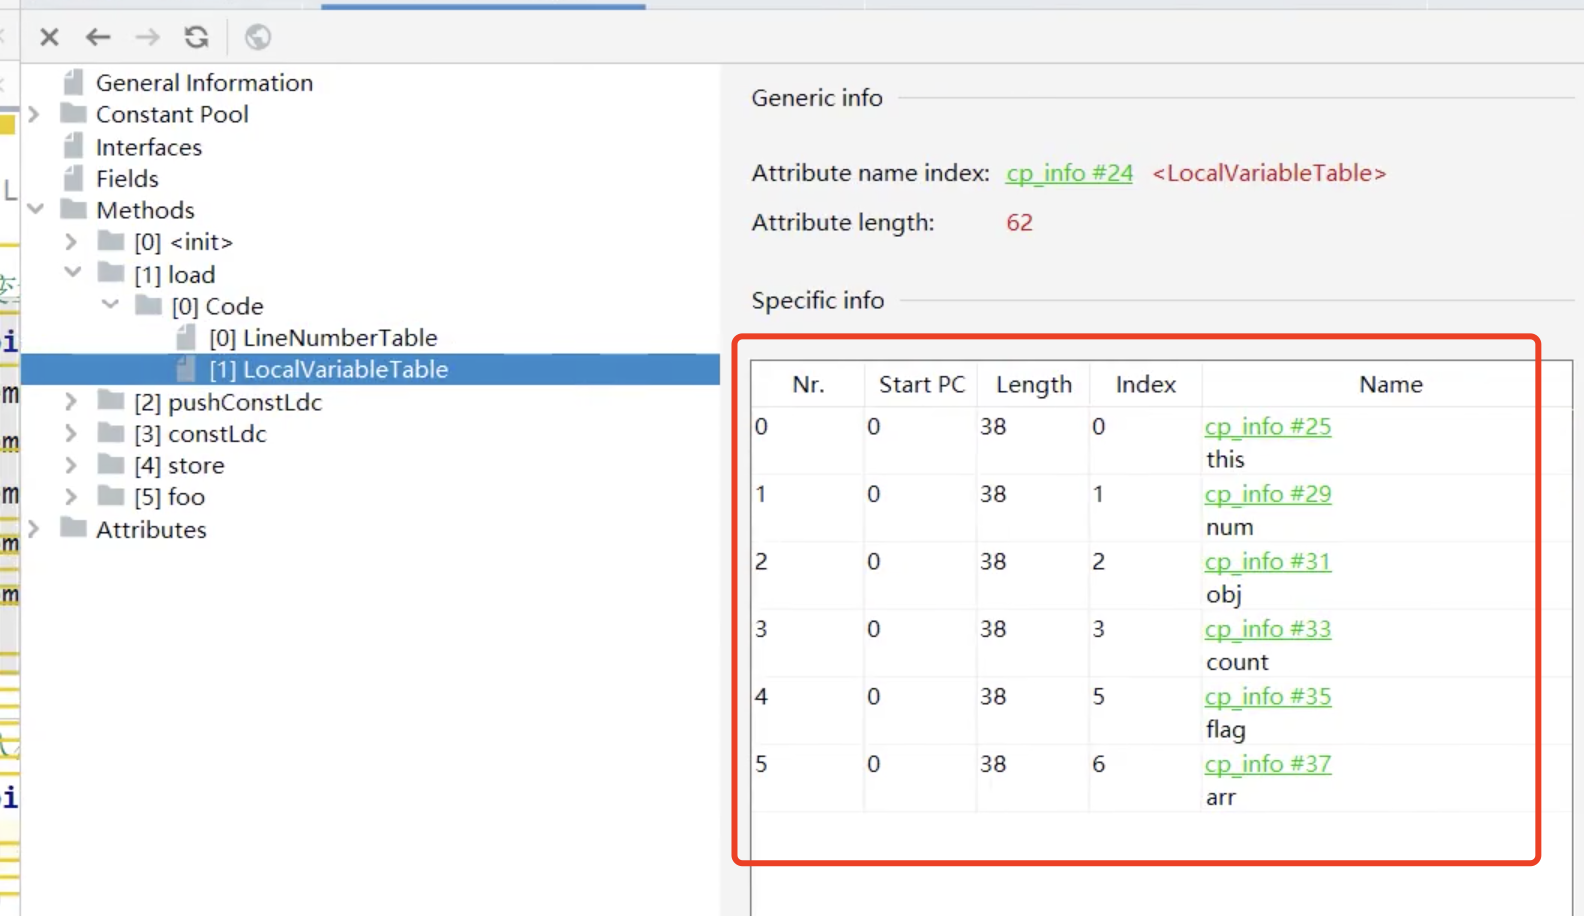 General Information
Constant Pool
Interfaces
Fields
Methods
[0] <init>
[1] load
[0] Code
[0] LineNumberTable
[1] LocalVariableTable
[2] pushConstLdc
[3] constLdc
[4] store
[5] foo
Attributes
Generic info
Attribute name index: cp_info #24 <LocalVariableTable>
Attribute length: 62
Specific info
Nr. Start PC Length Index Name
0 0 38 0 cp_info #25
this
1 0 38 1 cp_info #29
num
2 0 38 2 cp_info #31
obj
3 0 38 3 cp_info #33
count
4 0 38 5 cp_info #35
flag
5 0 38 6 cp_info #37
arr